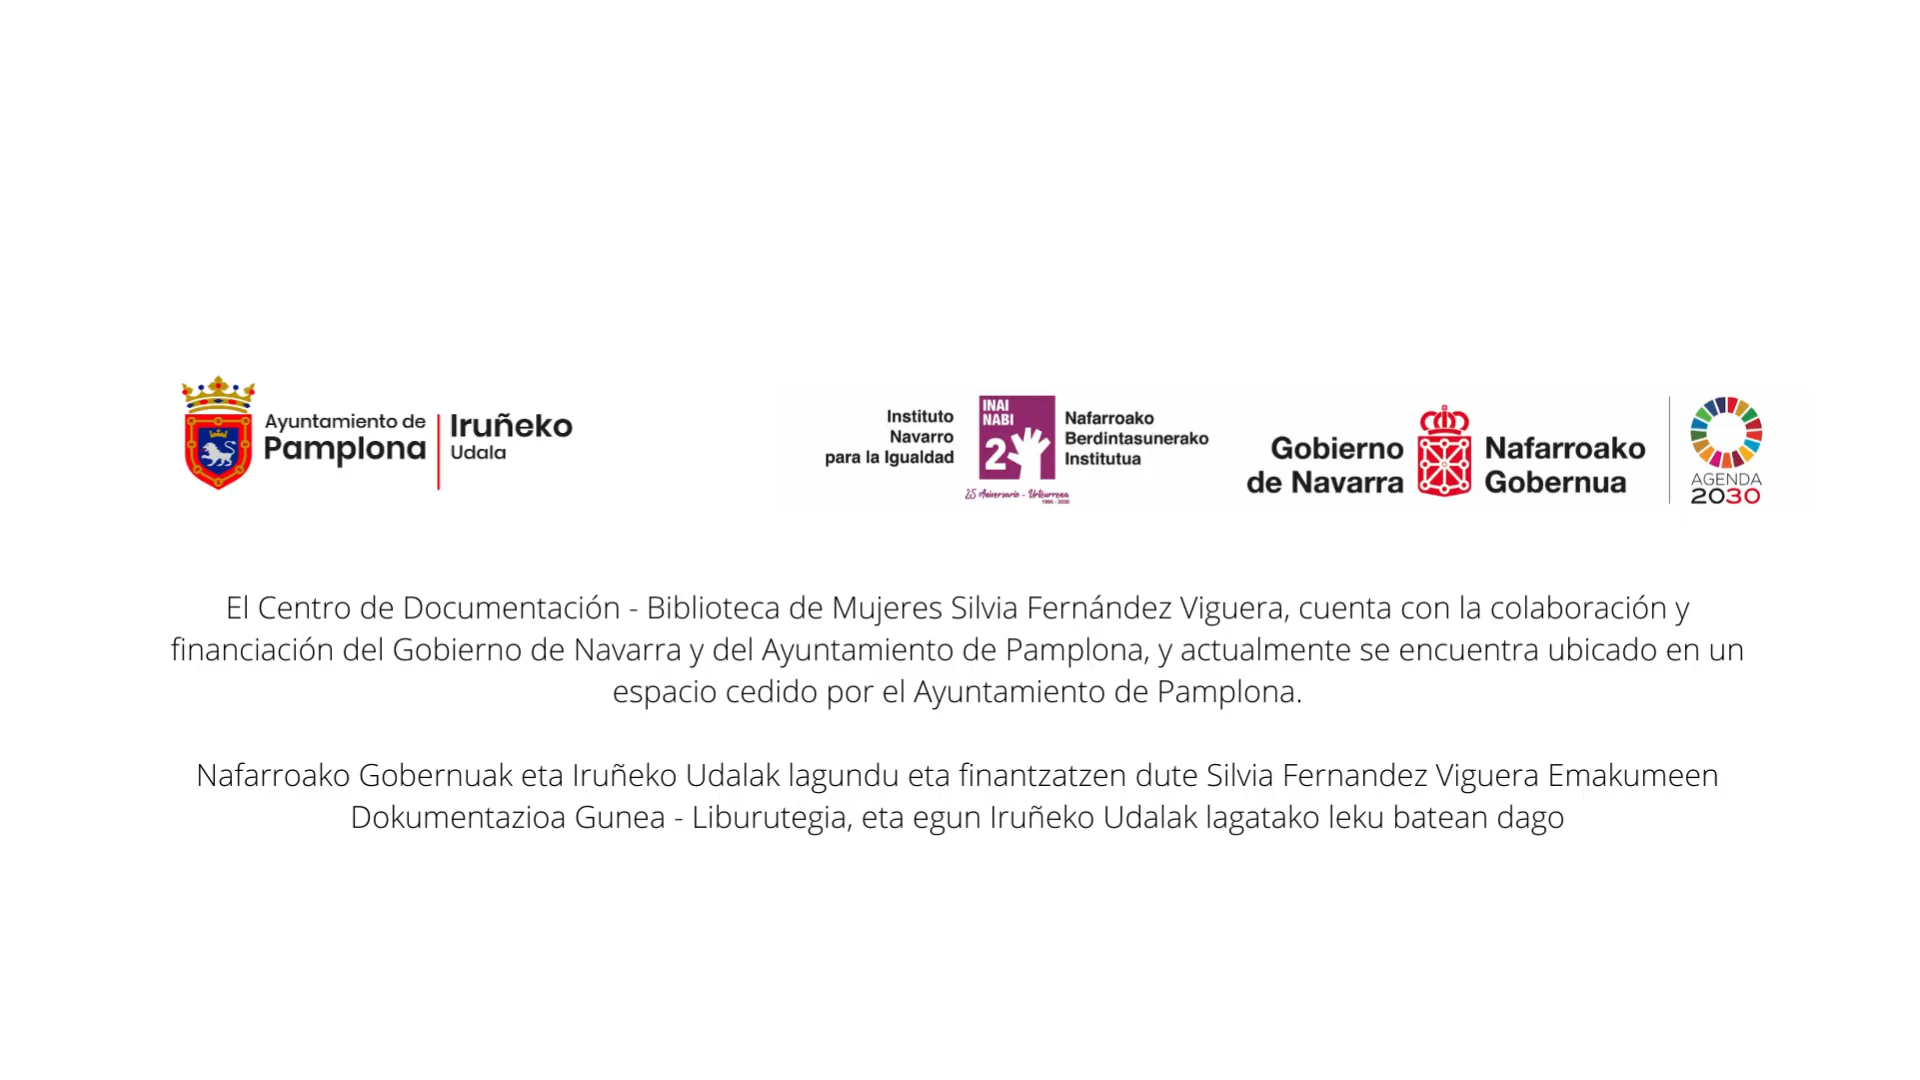 Ayuntamiento de
Pamplona
Iruñeko
Udala
Instituto
Navarro
para la Igualdad
INAI
NABI
2
25 Aniversario - Urteurrena
Nafarroako
Berdintasunerako
Institutua
Gobierno
de Navarra
Nafarroako
Gobernua
AGENDA
2030
El Centro de Documentación - Biblioteca de Mujeres Silvia Fernández Viguera, cuenta con la colaboración y
financiación del Gobierno de Navarra y del Ayuntamiento de Pamplona, y actualmente se encuentra ubicado en un
espacio cedido por el Ayuntamiento de Pamplona.
Nafarroako Gobernuak eta Iruñeko Udalak lagundu eta finantzatzen dute Silvia Fernandez Viguera Emakumeen
Dokumentazioa Gunea - Liburutegia, eta egun Iruñeko Udalak lagatako leku batean dago